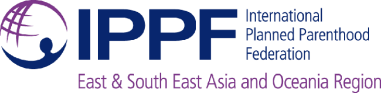 IPPF
International
Planned Parenthood
Federation
East & South East Asia and Oceania Region